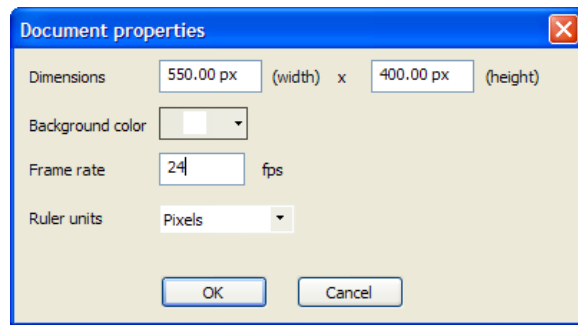 Document properties
Dimensions 550.00 px (width) x 400.00 px (height)
Background color
Frame rate 24 fps
Ruler units Pixels
OK Cancel